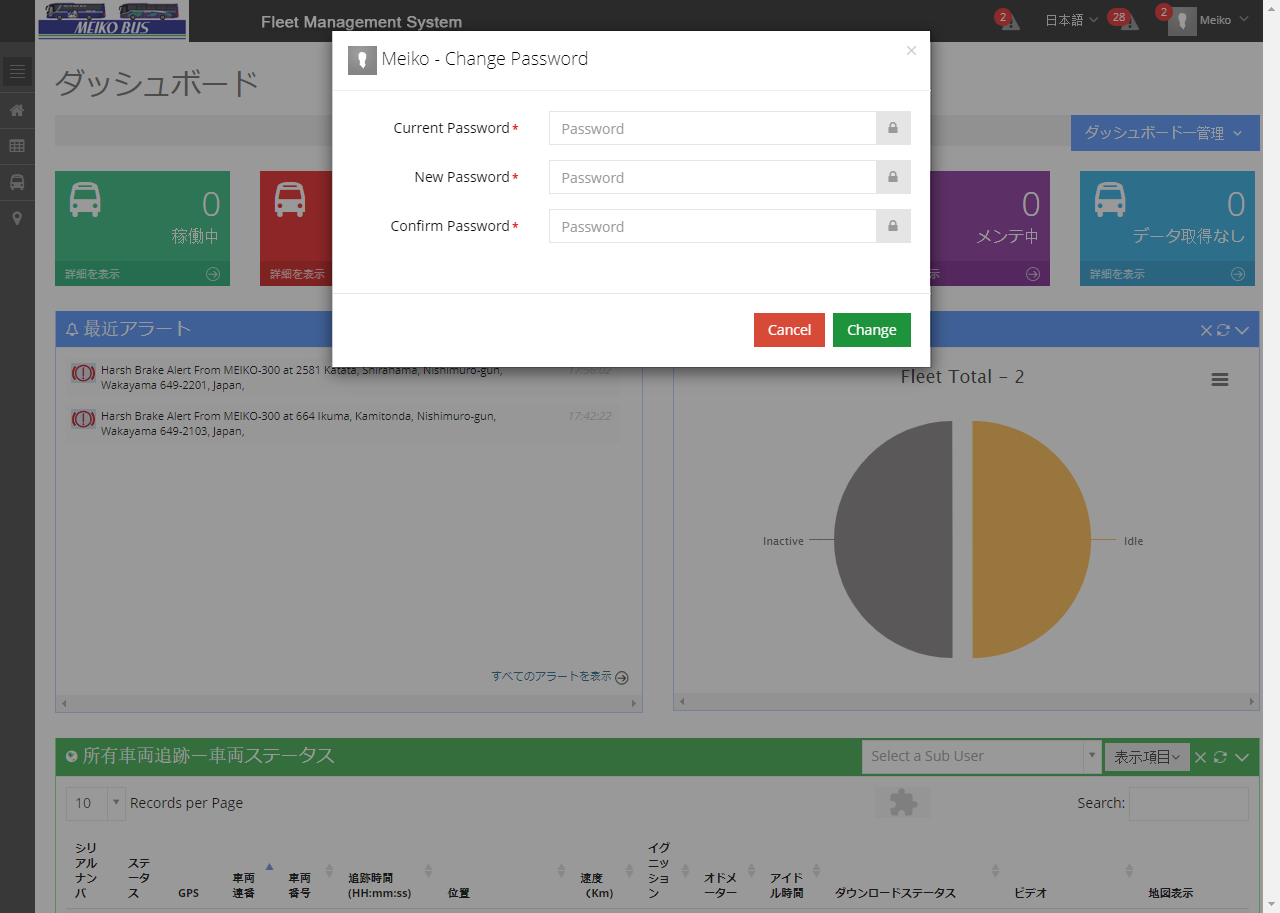 MEIKO BUS
Fleet Management System
2
日本語
28
2
Meiko
Meiko - Change Password
×
ダッシュボード
Current Password*
Password
New Password*
Password
Confirm Password*
Password
Cancel
Change
ダッシュボードー管理
0
稼働中
詳細を表示
詳細を表示
0
メンテ中
示
0
データ取得なし
詳細を表示
最近アラート
Harsh Brake Alert From MEIKO-300 at 2581 Katata, Shirahama, Nishimuro-gun,
Wakayama 649-2201, Japan,
17:56:02
Harsh Brake Alert From MEIKO-300 at 664 Ikuma, Kamitonda, Nishimuro-gun,
Wakayama 649-2103, Japan,
17:42:22
すべてのアラートを表示
Fleet Total - 2
Inactive
Idle
所有車両追跡ー車両ステータス
Select a Sub User
表示項目
10
Records per Page
Search:
シリアルナンバ
ステータス
GPS
車両連番
車両番号
追跡時間 (HH:mm:ss)
位置
速度 (Km)
イグニッション
オドメーター
アイドル時間
ダウンロードステータス
ビデオ
地図表示